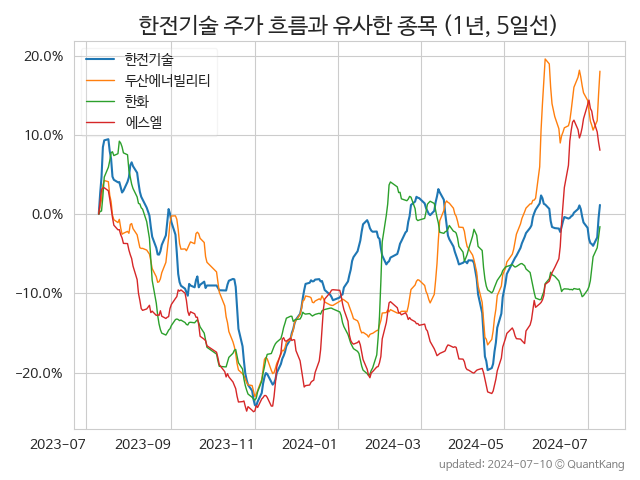 한전기술 주가 흐름과 유사한 종목 (1년, 5일선)
한전기술
두산에너빌리티
한화
에스엘
20.0%
10.0%
0.0%
−10.0%
−20.0%
2023-07 2023-09 2023-11 2024-01 2024-03 2024-05 2024-07
updated: 2024-07-10 © QuantKang